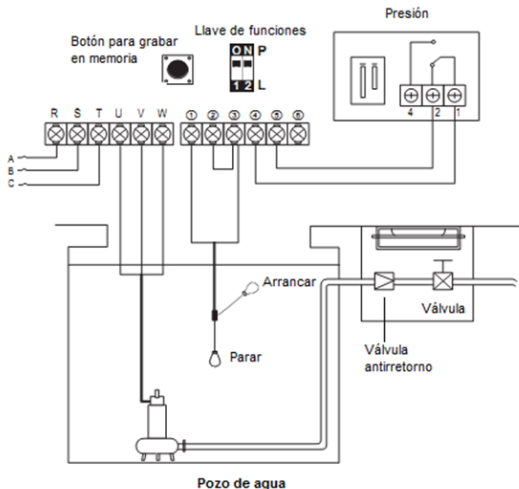 Presión
Botón para grabar
en memoria
Llave de funciones
ON P
1 2 L
4 2 1
R S T U V W
① ② ③ ④ ⑤ ⑥
A
B
C
Arrancar
Parar
Válvula
Válvula
antirretorno
Pozo de agua